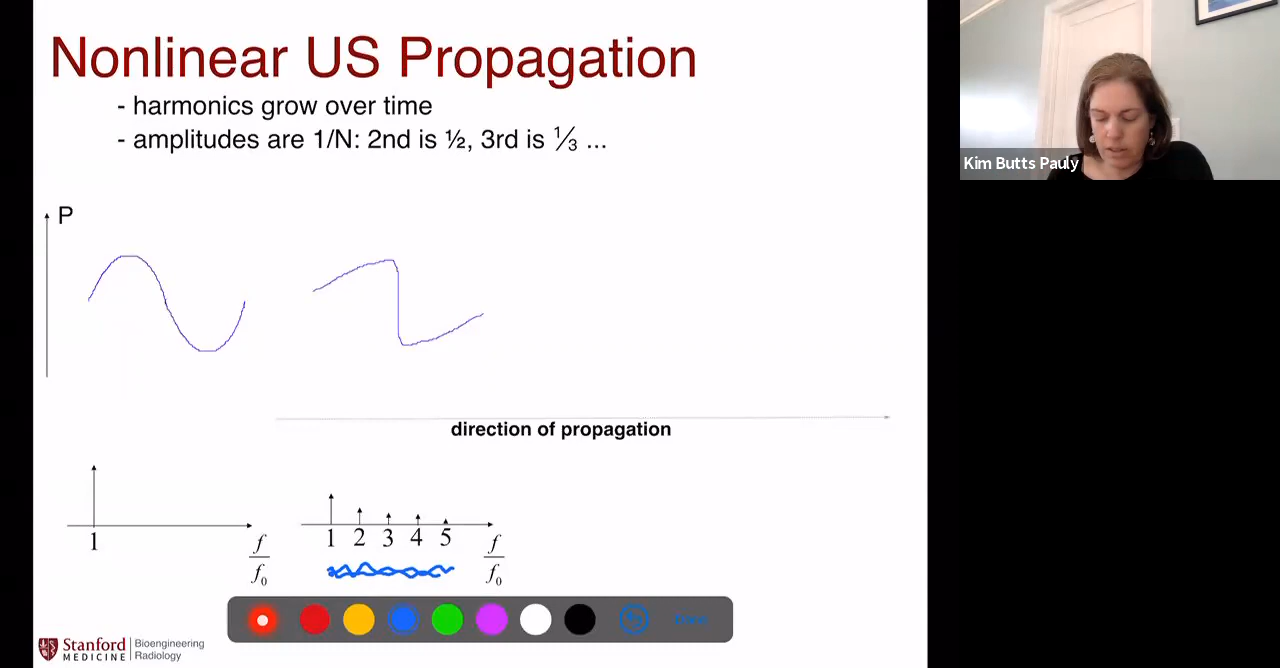 Nonlinear US Propagation
- harmonics grow over time
- amplitudes are 1/N: 2nd is ½, 3rd is ⅓ ...
Kim Butts Pauly
P
direction of propagation
1
f
f0
1 2 3 4 5
f
f0
Stanford
MEDICINE
Bioengineering
Radiology